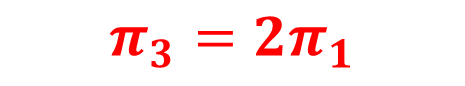 π₃ = 2π₁